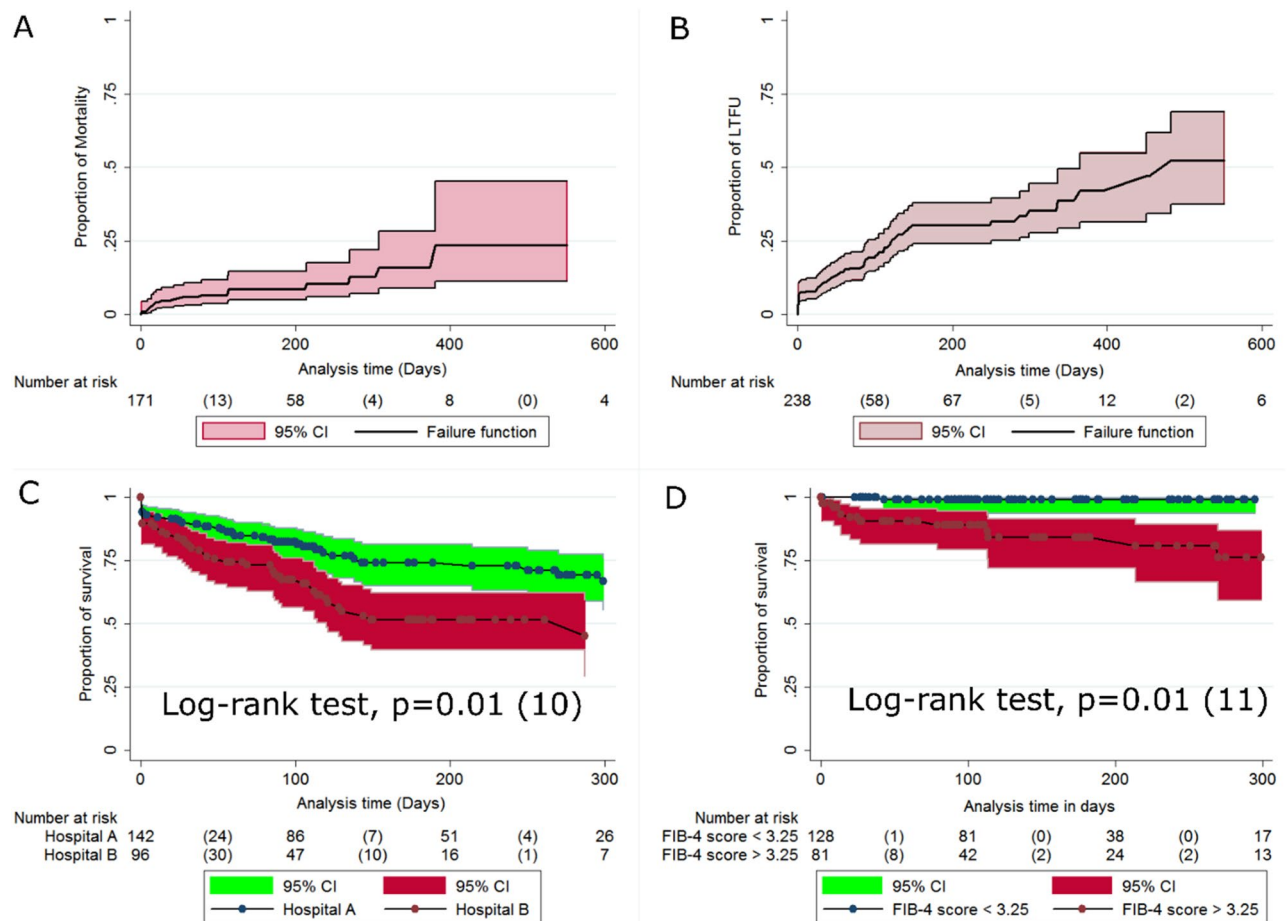 A
Proportion of Mortality
1
.75
.5
.25
0
0 200 400 600
Analysis time (Days)
Number at risk
171 (13) 58 (4) 8 (0) 4
95% CI Failure function
B
Proportion of LTFU
1
.75
.5
.25
0
0 200 400 600
Analysis time (Days)
Number at risk
238 (58) 67 (5) 12 (2) 6
95% CI Failure function
C
Proportion of survival
1
.75
.5
.25
0
Log-rank test, p=0.01 (10)
0 100 200 300
Analysis time (Days)
Number at risk
Hospital A 142 (24) 86 (7) 51 (4) 26
Hospital B 96 (30) 47 (10) 16 (1) 7
95% CI 95% CI
Hospital A Hospital B
D
Proportion of survival
1
.75
.5
.25
0
Log-rank test, p=0.01 (11)
0 100 200 300
Analysis time in days
Number at risk
FIB-4 score < 3.25 128 (1) 81 (0) 38 (0) 17
FIB-4 score > 3.25 81 (8) 42 (2) 24 (2) 13
95% CI 95% CI
FIB-4 score < 3.25 FIB-4 score > 3.25